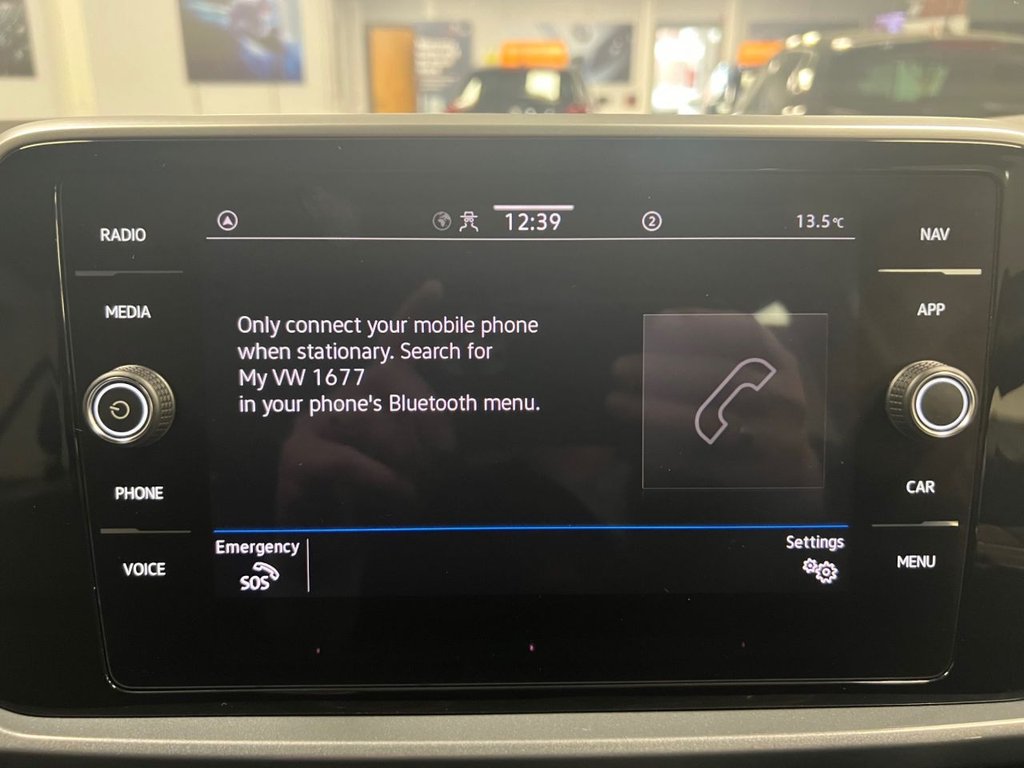 RADIO
MEDIA
PHONE
VOICE
12:39
2
13.5°C
Only connect your mobile phone
when stationary. Search for
My VW 1677
in your phone's Bluetooth menu.
Emergency
SOS
Settings
NAV
APP
CAR
MENU